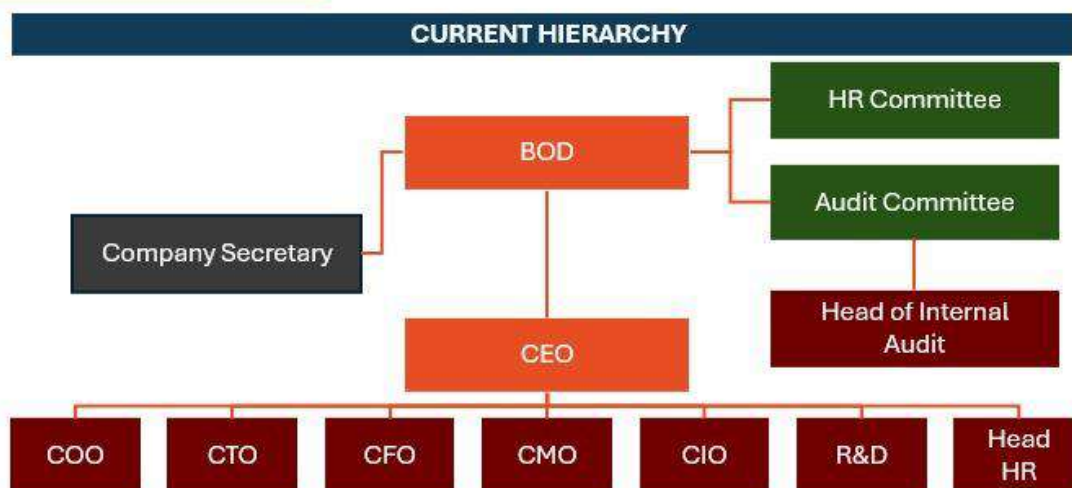 CURRENT HIERARCHY
HR Committee
BOD
Audit Committee
Company Secretary
Head of Internal
Audit
CEO
COO
CTO
CFO
CMO
CIO
R&D
Head
HR